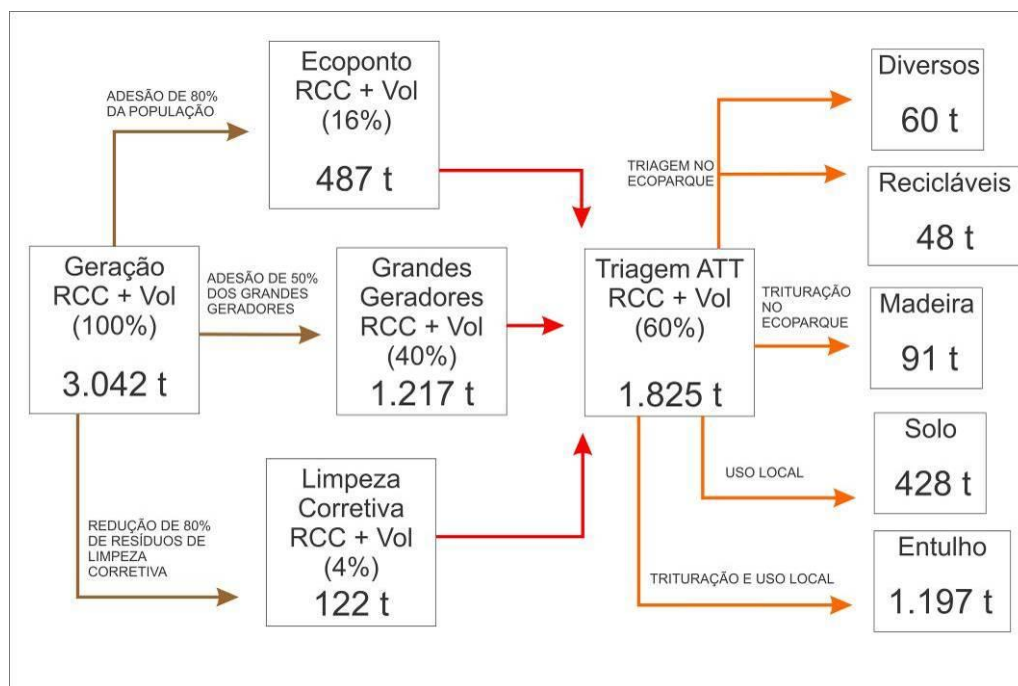 Ecoponto
RCC + Vol
(16%)
487 t
ADESÃO DE 80%
DA POPULAÇÃO
Geração
RCC + Vol
(100%)
3.042 t
ADESÃO DE 50%
DOS GRANDES
GERADORES
Grandes
Geradores
RCC + Vol
(40%)
1.217 t
REDUÇÃO DE 80%
DE RESÍDUOS DE
LIMPEZA
CORRETIVA
Limpeza
Corretiva
RCC + Vol
(4%)
122 t
Triagem ATT
RCC + Vol
(60%)
1.825 t
TRIAGEM NO
ECOPARQUE
Diversos
60 t
Recicláveis
48 t
TRITURAÇÃO
NO
ECOPARQUE
Madeira
91 t
USO LOCAL
Solo
428 t
TRITURAÇÃO E USO LOCAL
Entulho
1.197 t